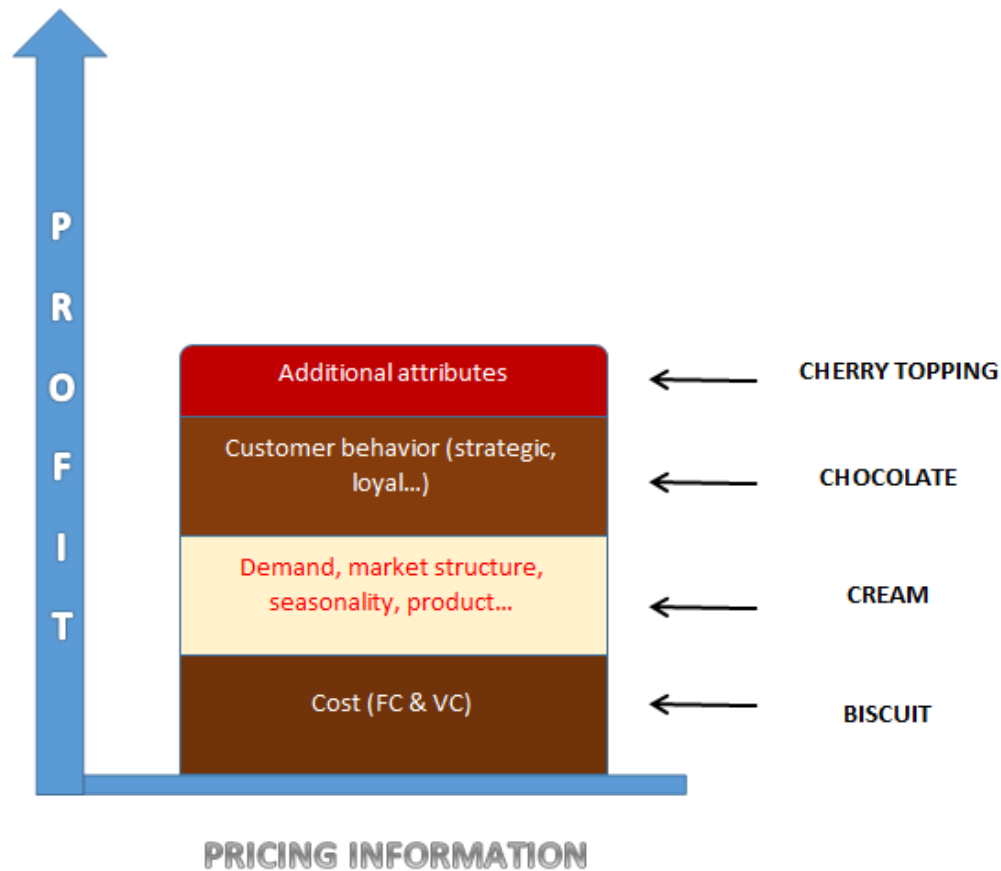 PROFIT
Additional attributes
CHERRY TOPPING
Customer behavior (strategic,
loyal...)
CHOCOLATE
Demand, market structure,
seasonality, product...
CREAM
Cost (FC & VC)
BISCUIT
PRICING INFORMATION